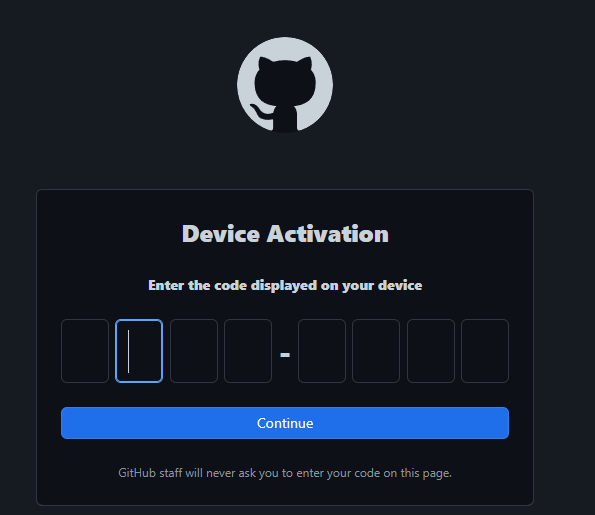 Device Activation
Enter the code displayed on your device
-
Continue
GitHub staff will never ask you to enter your code on this page.